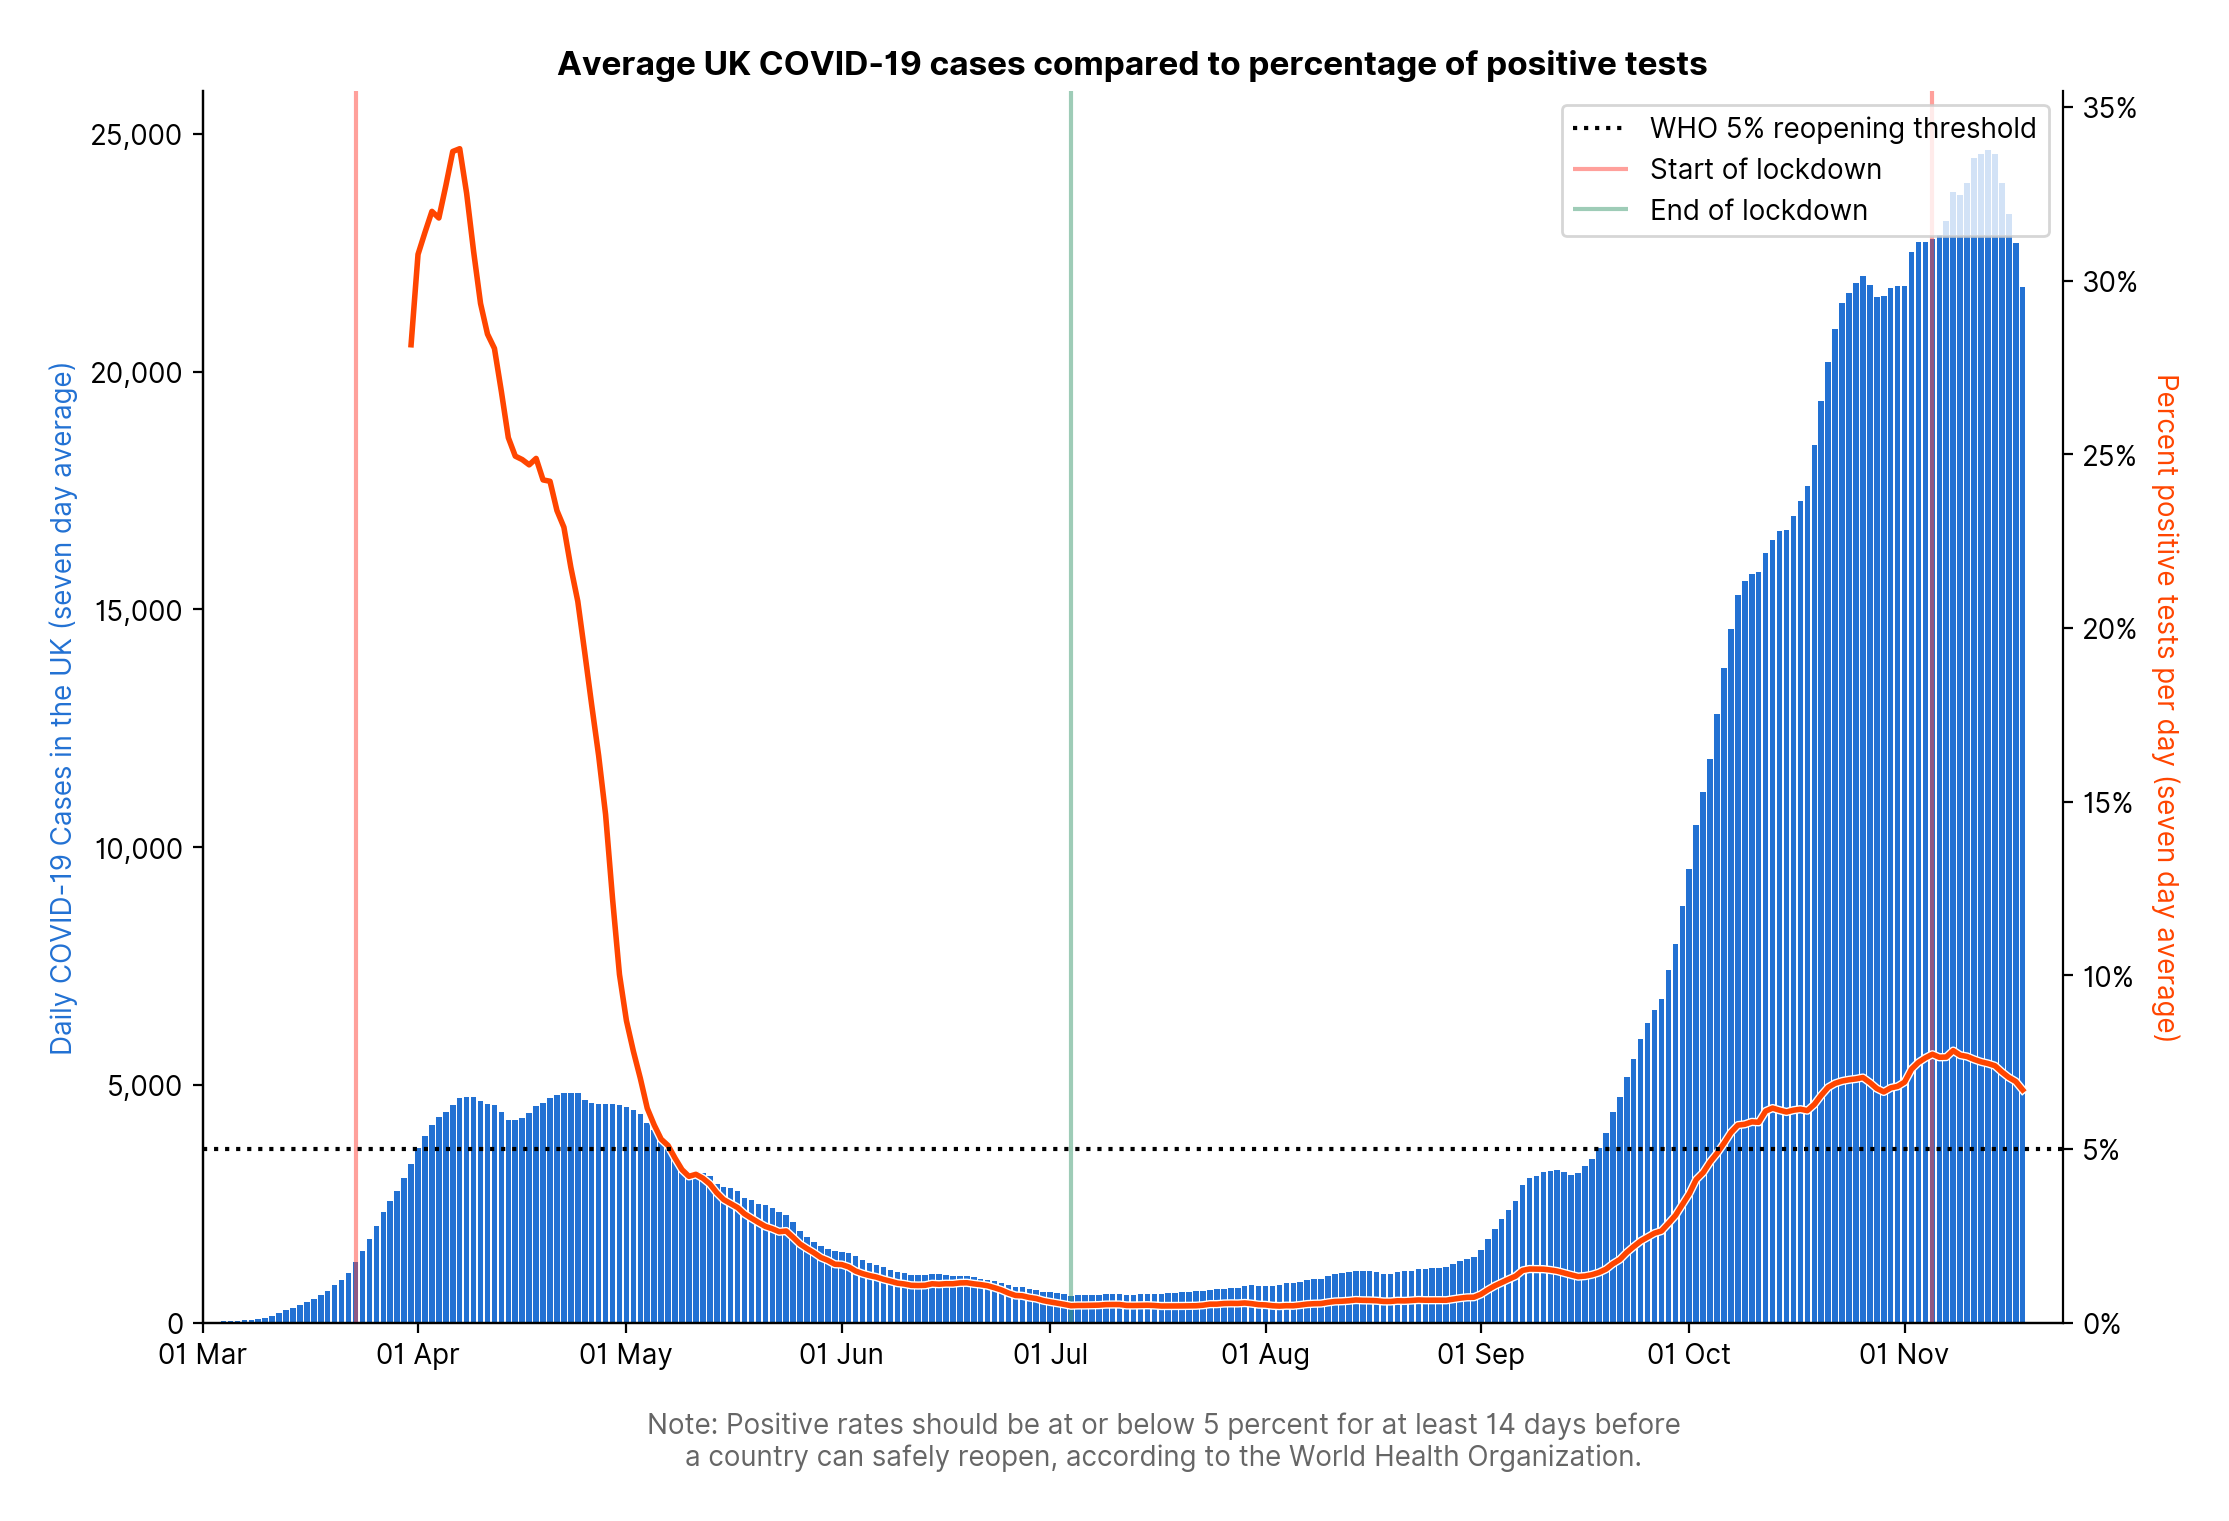 Average UK COVID-19 cases compared to percentage of positive tests
WHO 5% reopening threshold
Start of lockdown
End of lockdown
Daily COVID-19 Cases in the UK (seven day average)
25,000
20,000
15,000
10,000
5,000
0
35%
30%
25%
20%
15%
10%
5%
0%
Percent positive tests per day (seven day average)
01 Mar
01 Apr
01 May
01 Jun
01 Jul
01 Aug
01 Sep
01 Oct
01 Nov
Note: Positive rates should be at or below 5 percent for at least 14 days before
a country can safely reopen, according to the World Health Organization.